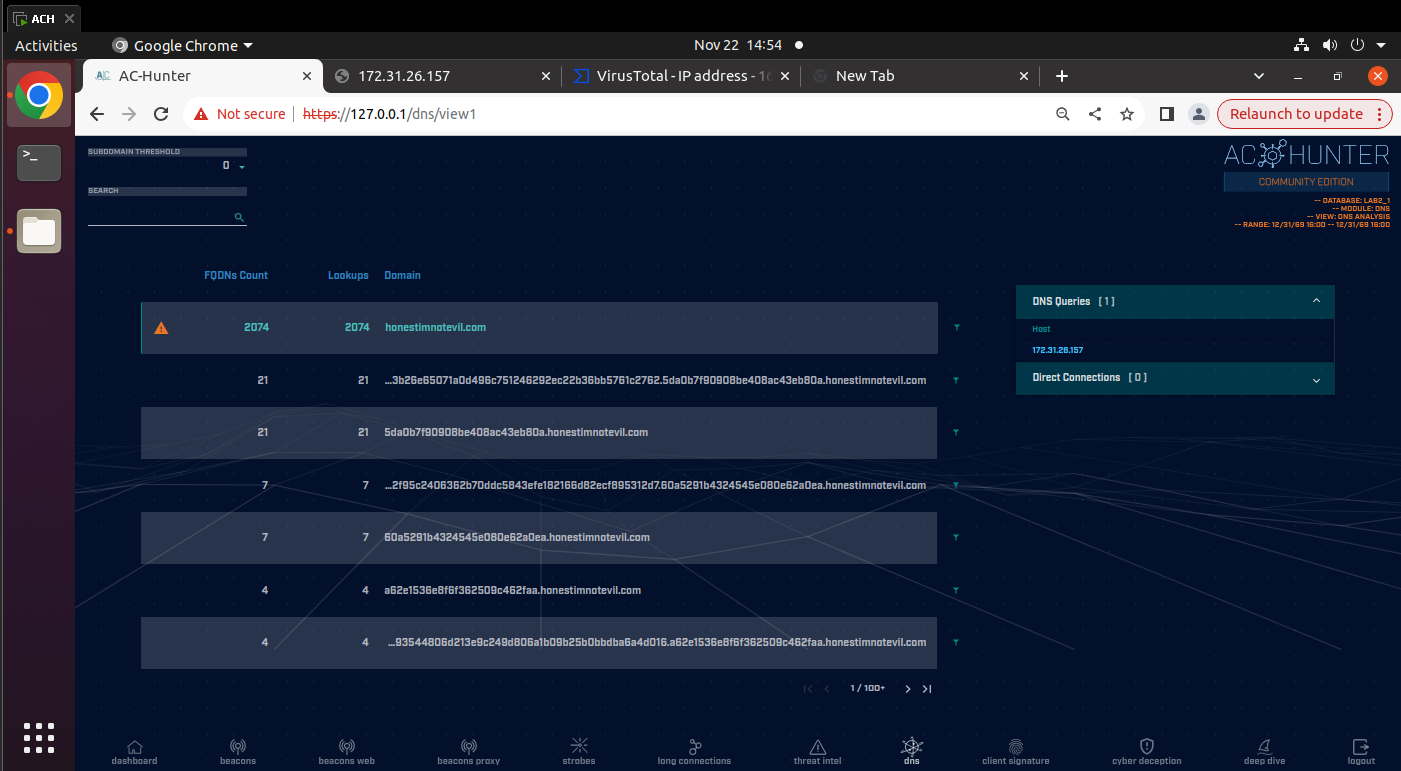 ACH
Activities
Google Chrome
Nov 22 14:54
AC-Hunter
172.31.26.157
VirusTotal - IP address - 16
New Tab
Not secure
https://127.0.0.1/dns/view1
Relaunch to update
SUBDOMAIN THRESHOLD
0
SEARCH
AC HUNTER
COMMUNITY EDITION
-- DATABASE: LAB2_1
-- MODULE: DNS
-- VIEW: DNS ANALYSIS
-- RANGE: 12/31/69 16:00 -- 12/31/69 16:00
FQDNs Count Lookups Domain
2074 2074 honestimnotevil.com
21 21 ...3b26e65071a0d496c751246292ec22b36bb5761c2762.5da0b7f90908be408ac43eb80a.honestimnotevil.com
21 21 5da0b7f90908be408ac43eb80a.honestimnotevil.com
7 7 ...2f95c2406362b70ddc5843efe182166d82ecf895312d7.60a5291b4324545e080e62a0ea.honestimnotevil.com
7 7 60a5291b4324545e080e62a0ea.honestimnotevil.com
4 4 a62e1536e8f6f362509c462faa.honestimnotevil.com
4 4 ...93544806d213e9c249d806a1b09b25b0bbdba6a4d016.a62e1536e8f6f362509c462faa.honestimnotevil.com
1 / 100+
DNS Queries [ 1 ]
Host
172.31.26.157
Direct Connections [ 0 ]
dashboard
beacons
beacons web
beacons proxy
strobes
long connections
threat intel
dns
client signature
cyber deception
deep dive
logout